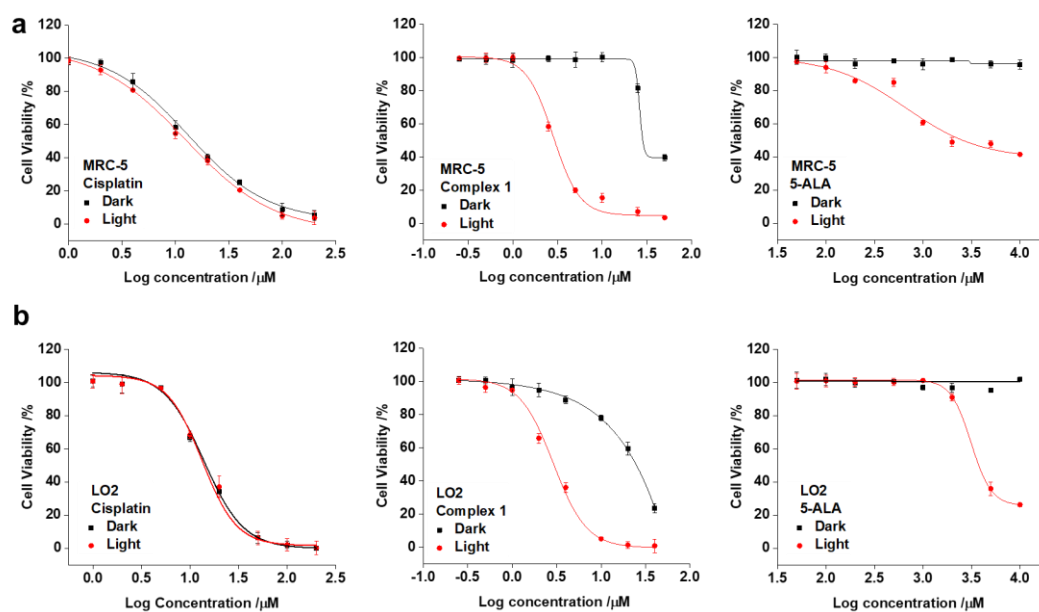 a
120
100
80
60
40
20
0
Cell Viability /%
MRC-5
Cisplatin
Dark
Light
0.0 0.5 1.0 1.5 2.0 2.5
Log concentration /μM
120
100
80
60
40
20
0
Cell Viability /%
MRC-5
Complex 1
Dark
Light
-1.0 -0.5 0.0 0.5 1.0 1.5 2.0
Log concentration /μM
120
100
80
60
40
20
0
Cell Viability /%
MRC-5
5-ALA
Dark
Light
1.5 2.0 2.5 3.0 3.5 4.0
Log concentration /μM
b
120
100
80
60
40
20
0
Cell Viability /%
LO2
Cisplatin
Dark
Light
0.0 0.5 1.0 1.5 2.0 2.5
Log Concentration /μM
120
100
80
60
40
20
0
Cell Viability /%
LO2
Complex 1
Dark
Light
-1.0 -0.5 0.0 0.5 1.0 1.5 2.0
Log concentration /μM
120
100
80
60
40
20
0
Cell Viability /%
LO2
5-ALA
Dark
Light
1.5 2.0 2.5 3.0 3.5 4.0
Log concentration /μM